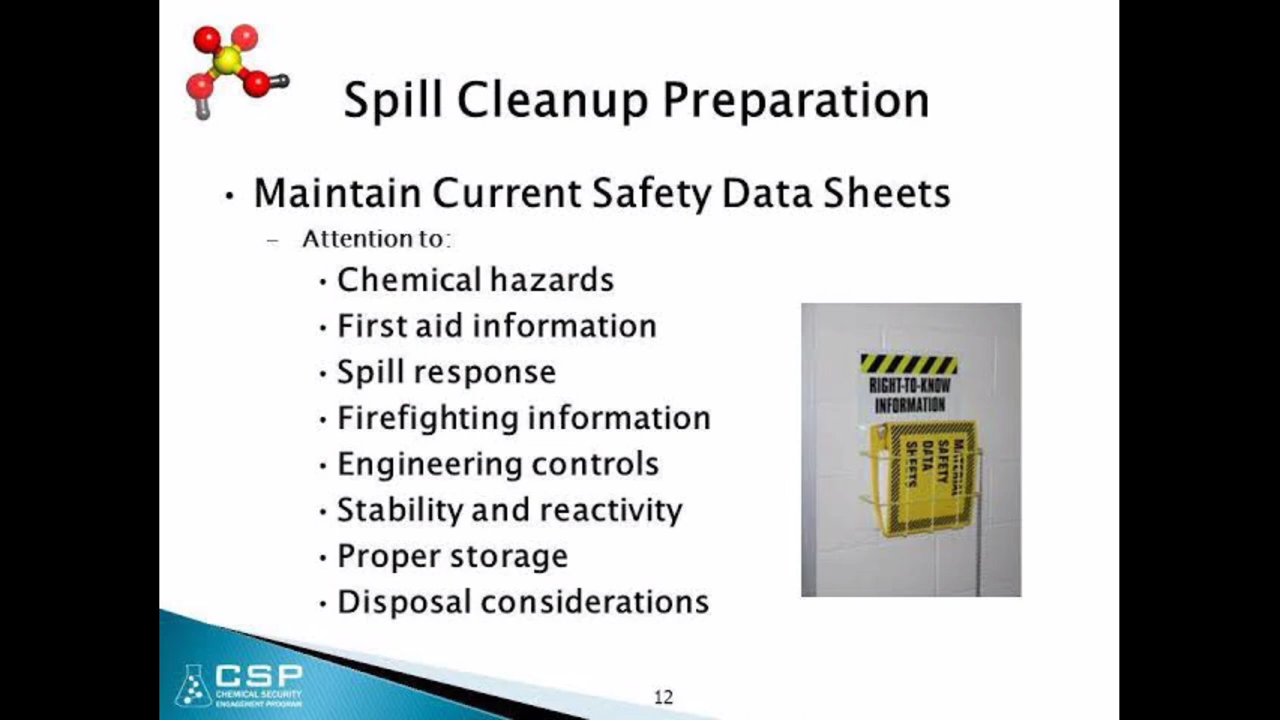 Spill Cleanup Preparation
• Maintain Current Safety Data Sheets
– Attention to:
• Chemical hazards
• First aid information
• Spill response
• Firefighting information
• Engineering controls
• Stability and reactivity
• Proper storage
• Disposal considerations
RIGHT-TO-KNOW
INFORMATION
MATERIAL
SAFETY
DATA
SHEETS
CSP
CHEMICAL SECURITY
ENGAGEMENT PROGRAM
12